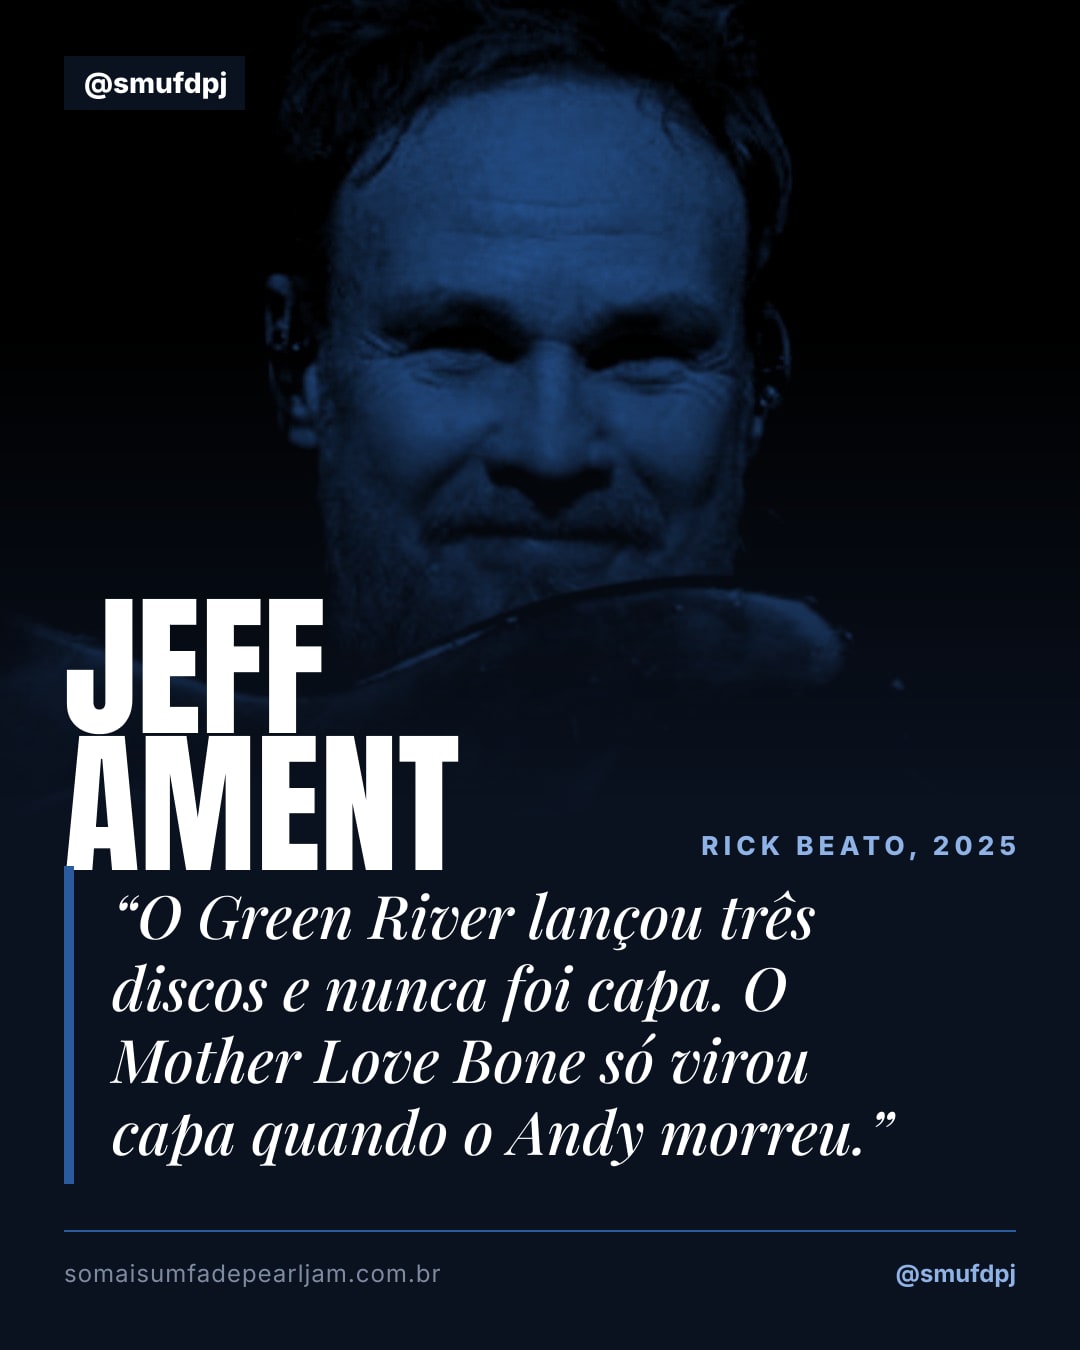 @smufdpj
JEFF
AMENT
RICK BEATO, 2025
“O Green River lançou três
discos e nunca foi capa. O
Mother Love Bone só virou
capa quando o Andy morreu.”
somaisumfadepearljam.com.br
@smufdpj